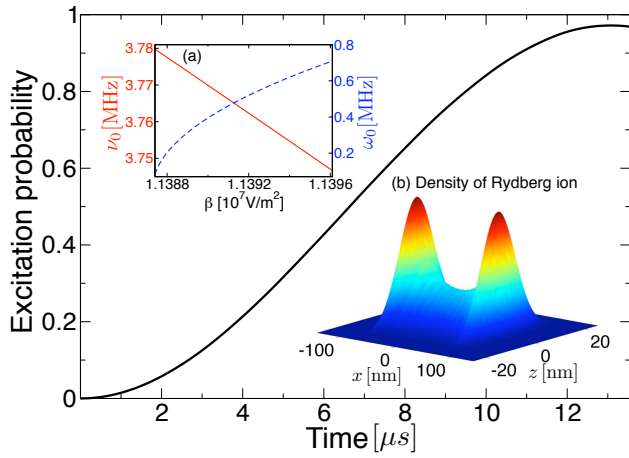 Excitation probability
1
0.8
0.6
0.4
0.2
0
0 2 4 6 8 10 12
Time [μs]
(a)
ν₀ [MHz]
3.78
3.77
3.76
3.75
ω₀ [MHz]
0.8
0.6
0.4
0.2
1.1388 1.1392 1.1396
β [10⁷V/m²]
(b) Density of Rydberg ion
-100 0 100
x [nm]
-20 0 20
z [nm]